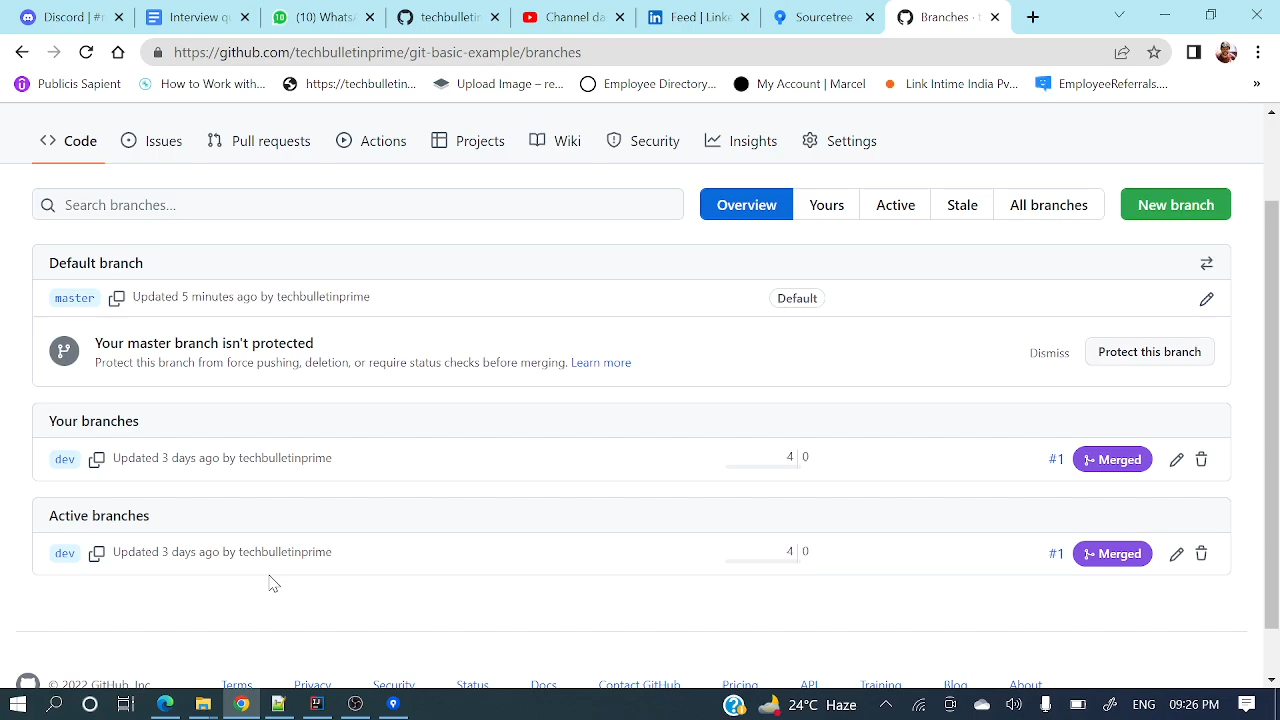 Discord | #
Interview q
(10) Whats
techbulletin
Channel da
Feed | Link
Sourcetree
Branches · t
https://github.com/techbulletinprime/git-basic-example/branches
Publicis Sapient
How to Work with...
https://techbulletin...
Upload Image – re...
Employee Directory...
My Account | Marcel
Link Intime India Pv...
EmployeeReferrals....
»
Code
Issues
Pull requests
Actions
Projects
Wiki
Security
Insights
Settings
Search branches...
Overview
Yours
Active
Stale
All branches
New branch
Default branch
master
Updated 5 minutes ago by techbulletinprime
Default
Your master branch isn't protected
Protect this branch from force pushing, deletion, or require status checks before merging. Learn more
Dismiss
Protect this branch
Your branches
dev
Updated 3 days ago by techbulletinprime
4 0
#1
Merged
Active branches
dev
Updated 3 days ago by techbulletinprime
4 0
#1
Merged
© 2022 GitHub, Inc.
Terms
Privacy
Security
Status
Docs
Contact GitHub
Pricing
API
Training
Blog
About
24°C Haze
ENG
09:26 PM